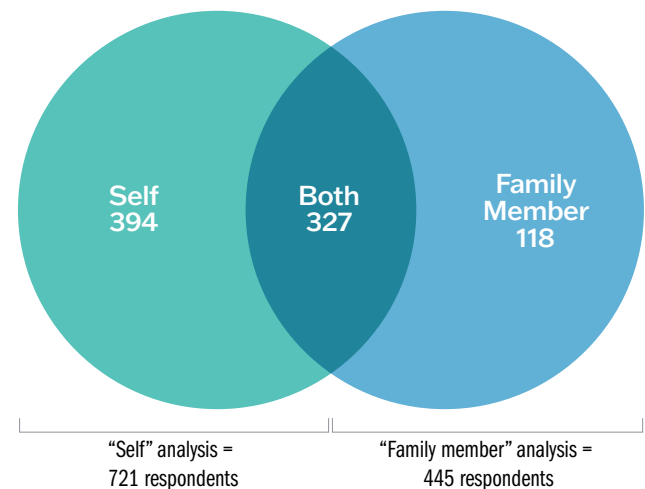 Self
394
Both
327
Family
Member
118
“Self” analysis =
721 respondents
“Family member” analysis =
445 respondents